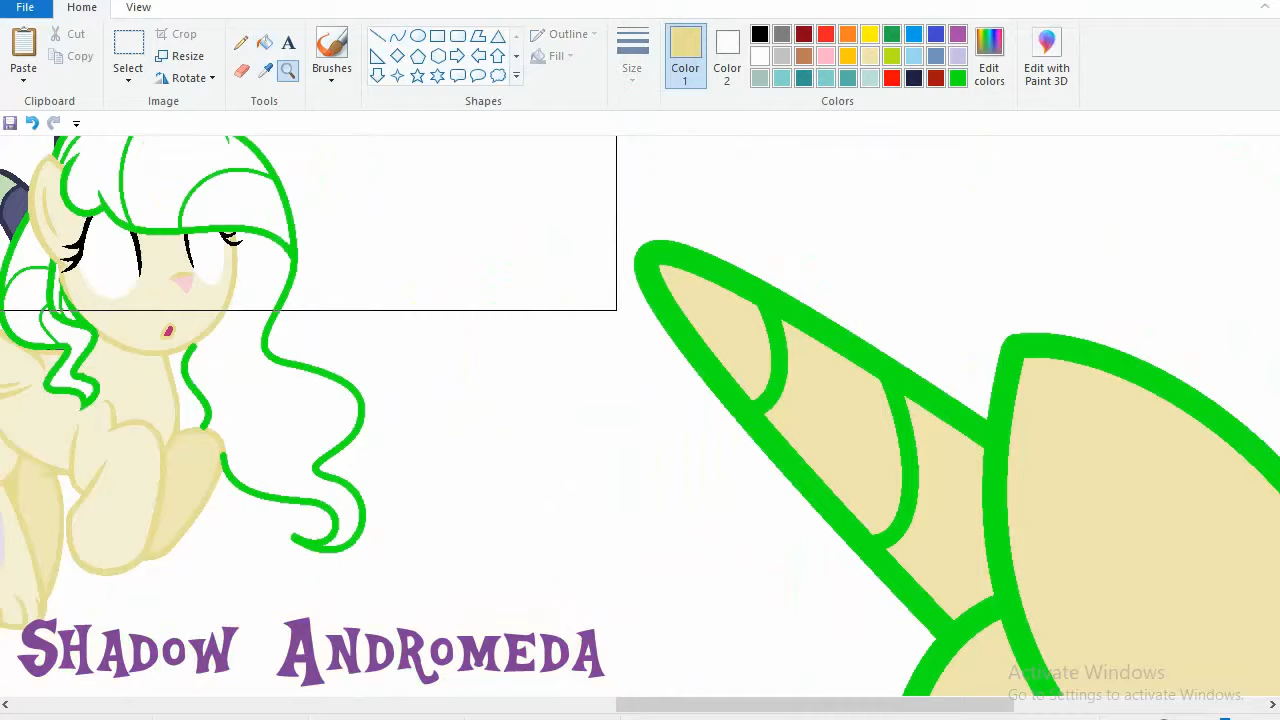 File Home View
Cut
Copy
Paste
Clipboard
Crop
Resize
Rotate
Select
Image
A
Tools
Brushes
Outline
Fill
Shapes
Size
Color 1
Color 2
Edit colors
Colors
Edit with Paint 3D
Shadow Andromeda
Activate Windows
Go to Settings to activate Windows.